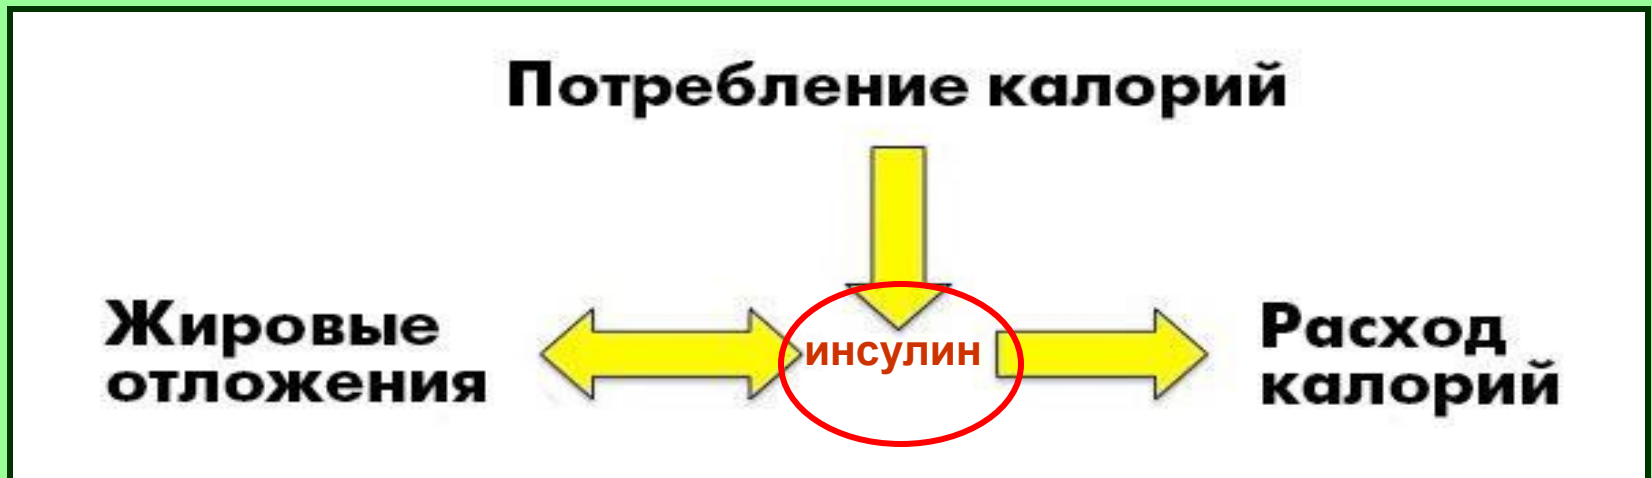 Потребление калорий
Жировые
отложения
инсулин
Расход
калорий